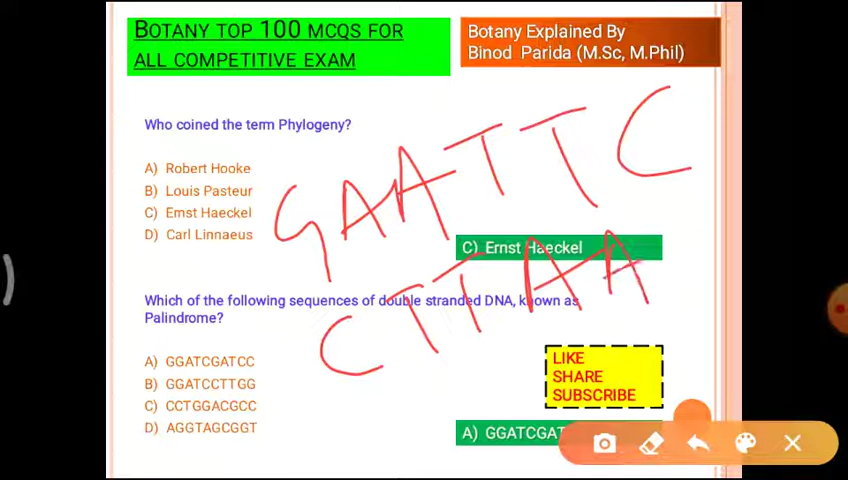 BOTANY TOP 100 MCQS FOR
ALL COMPETITIVE EXAM
Botany Explained By
Binod Parida (M.Sc, M.Phil)
Who coined the term Phylogeny?
A) Robert Hooke
B) Louis Pasteur
C) Ernst Haeckel
D) Carl Linnaeus
C) Ernst Haeckel
GAATTC
CTTAA
Which of the following sequences of double stranded DNA, known as
Palindrome?
A) GGATCGATCC
B) GGATCCTTGG
C) CCTGGACGCC
D) AGGTAGCGGT
LIKE
SHARE
SUBSCRIBE
A) GGATCGAT